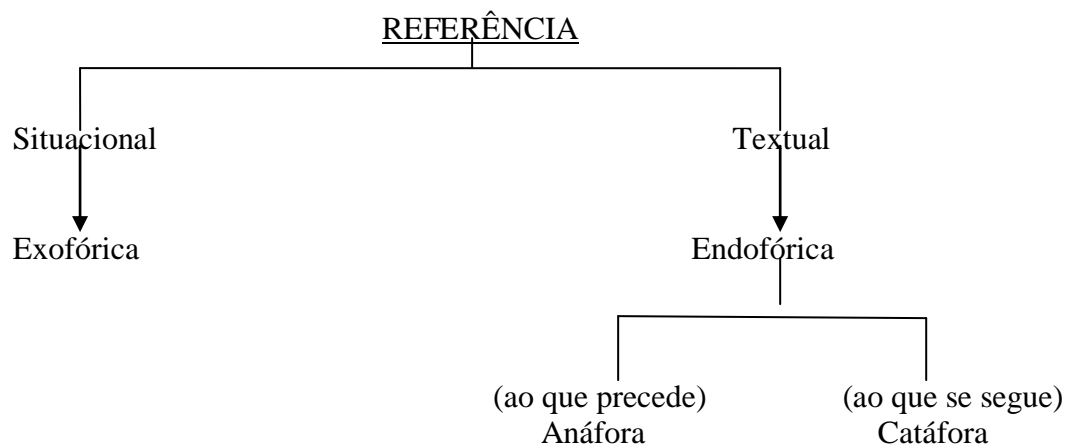 REFERÊNCIA
Situacional Textual
Exofórica Endofórica
(ao que precede) (ao que se segue)
Anáfora Catáfora